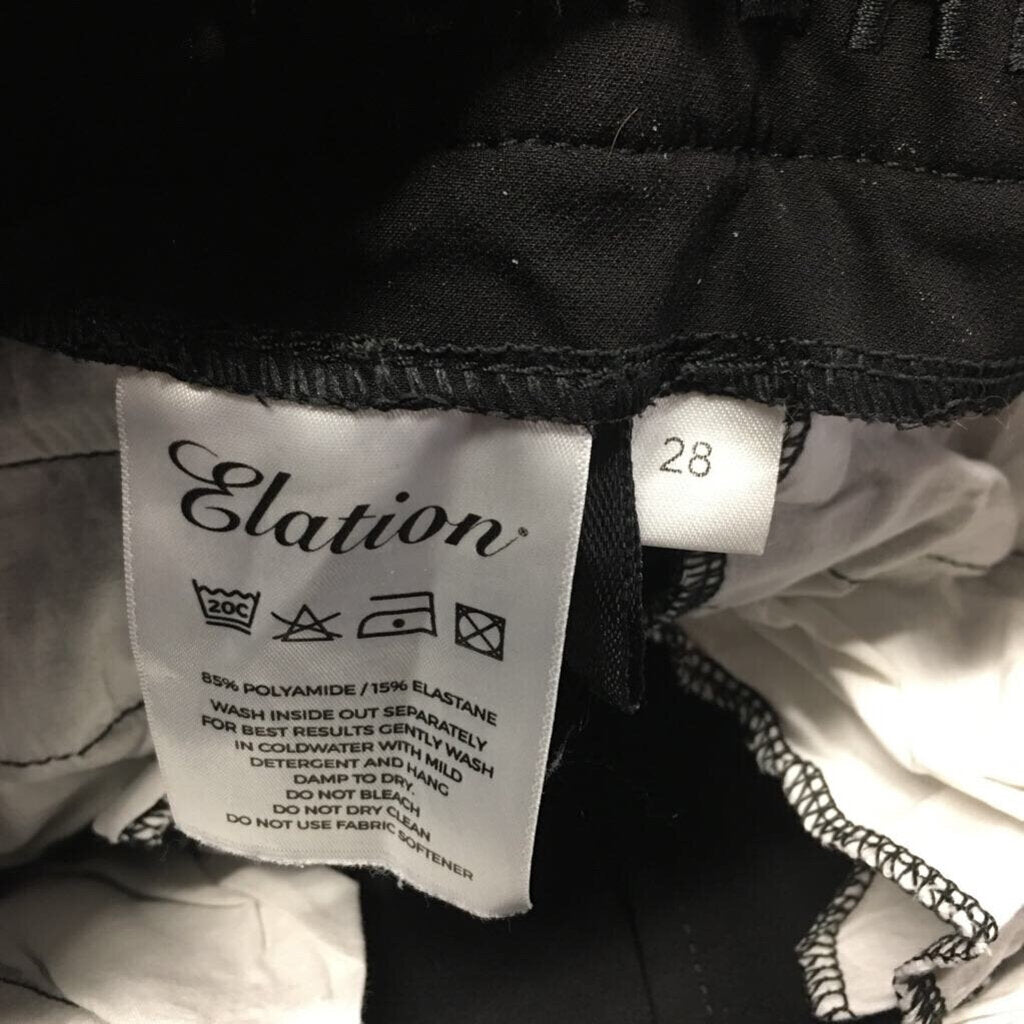 Elation
28
20C
85% POLYAMIDE / 15% ELASTANE
WASH INSIDE OUT SEPARATELY
FOR BEST RESULTS GENTLY WASH
IN COLDWATER WITH MILD
DETERGENT AND HANG
DAMP TO DRY.
DO NOT BLEACH
DO NOT DRY CLEAN
DO NOT USE FABRIC SOFTENER